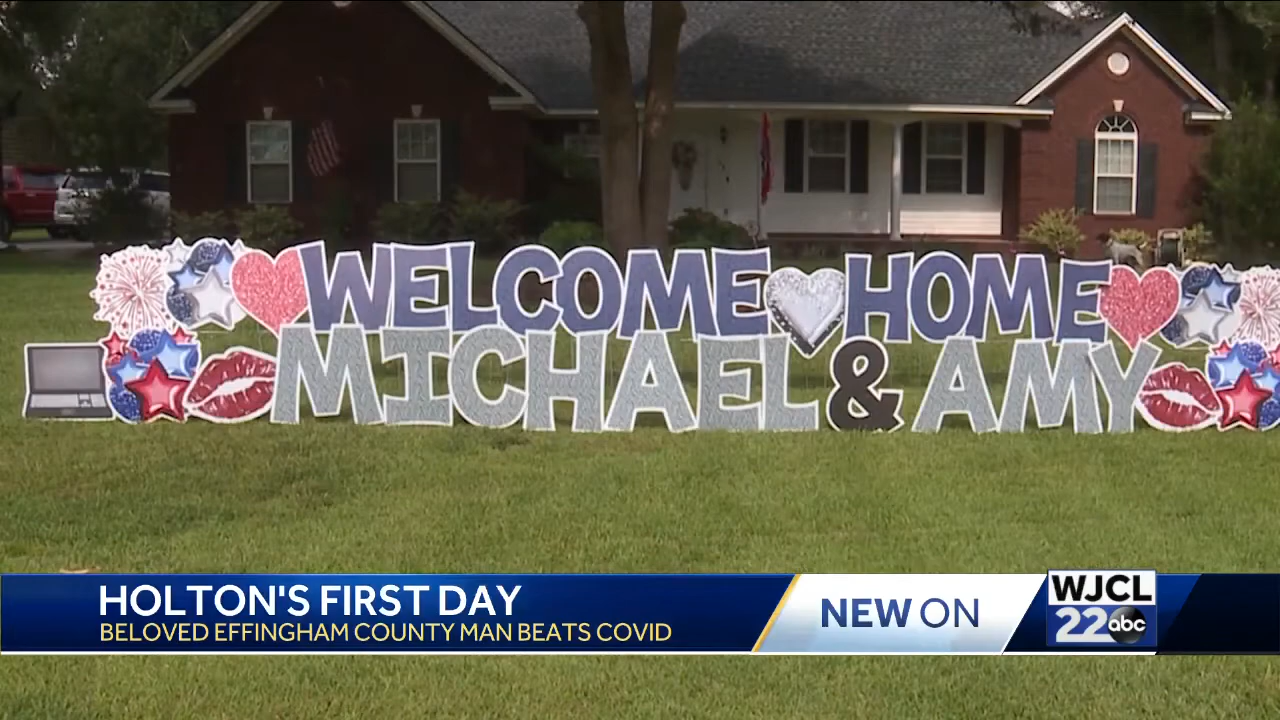 WELCOME HOME
MICHAEL & AMY
HOLTON'S FIRST DAY
BELOVED EFFINGHAM COUNTY MAN BEATS COVID
NEW ON
WJCL
22 abc